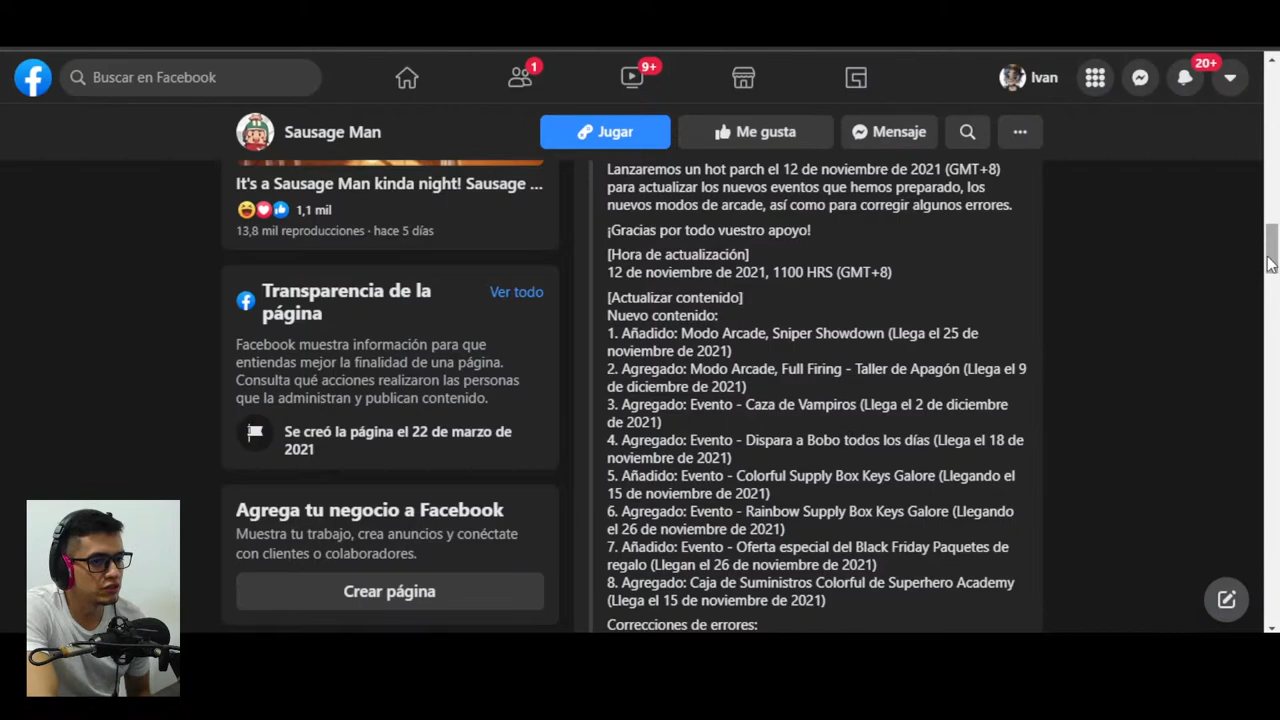 Buscar en Facebook
1
9+
Ivan
20+
Sausage Man
Jugar
Me gusta
Mensaje
It's a Sausage Man kinda night! Sausage ...
1,1 mil
13,8 mil reproducciones · hace 5 días
Transparencia de la
página
Ver todo
Facebook muestra información para que
entiendas mejor la finalidad de una página.
Consulta qué acciones realizaron las personas
que la administran y publican contenido.
Se creó la página el 22 de marzo de
2021
Agrega tu negocio a Facebook
Muestra tu trabajo, crea anuncios y conéctate
con clientes o colaboradores.
Crear página
Lanzaremos un hot parch el 12 de noviembre de 2021 (GMT+8)
para actualizar los nuevos eventos que hemos preparado, los
nuevos modos de arcade, así como para corregir algunos errores.
¡Gracias por todo vuestro apoyo!
[Hora de actualización]
12 de noviembre de 2021, 1100 HRS (GMT+8)
[Actualizar contenido]
Nuevo contenido:
1. Añadido: Modo Arcade, Sniper Showdown (Llega el 25 de
noviembre de 2021)
2. Agregado: Modo Arcade, Full Firing - Taller de Apagón (Llega el 9
de diciembre de 2021)
3. Agregado: Evento - Caza de Vampiros (Llega el 2 de diciembre
de 2021)
4. Agregado: Evento - Dispara a Bobo todos los días (Llega el 18 de
noviembre de 2021)
5. Añadido: Evento - Colorful Supply Box Keys Galore (Llegando el
15 de noviembre de 2021)
6. Agregado: Evento - Rainbow Supply Box Keys Galore (Llegando
el 26 de noviembre de 2021)
7. Añadido: Evento - Oferta especial del Black Friday Paquetes de
regalo (Llegan el 26 de noviembre de 2021)
8. Agregado: Caja de Suministros Colorful de Superhero Academy
(Llega el 15 de noviembre de 2021)
Correcciones de errores: